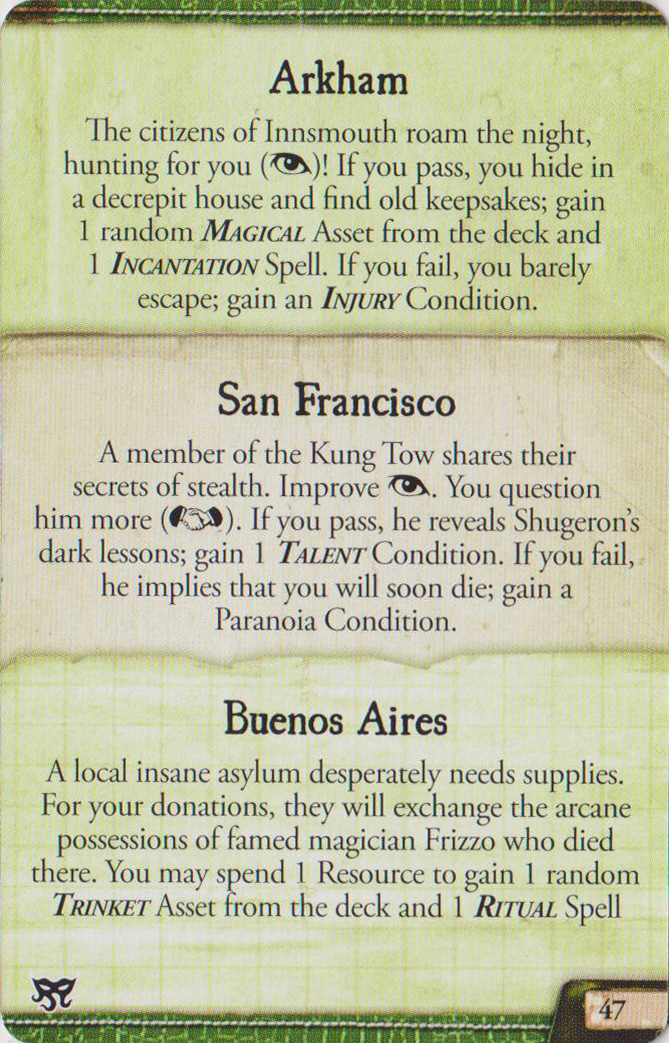 Arkham
The citizens of Innsmouth roam the night,
hunting for you ( )! If you pass, you hide in
a decrepit house and find old keepsakes; gain
1 random MAGICAL Asset from the deck and
1 INCANTATION Spell. If you fail, you barely
escape; gain an INJURY Condition.
San Francisco
A member of the Kung Tow shares their
secrets of stealth. Improve . You question
him more ( ). If you pass, he reveals Shugeron's
dark lessons; gain 1 TALENT Condition. If you fail,
he implies that you will soon die; gain a
Paranoia Condition.
Buenos Aires
A local insane asylum desperately needs supplies.
For your donations, they will exchange the arcane
possessions of famed magician Frizzo who died
there. You may spend 1 Resource to gain 1 random
TRINKET Asset from the deck and 1 RITUAL Spell
47